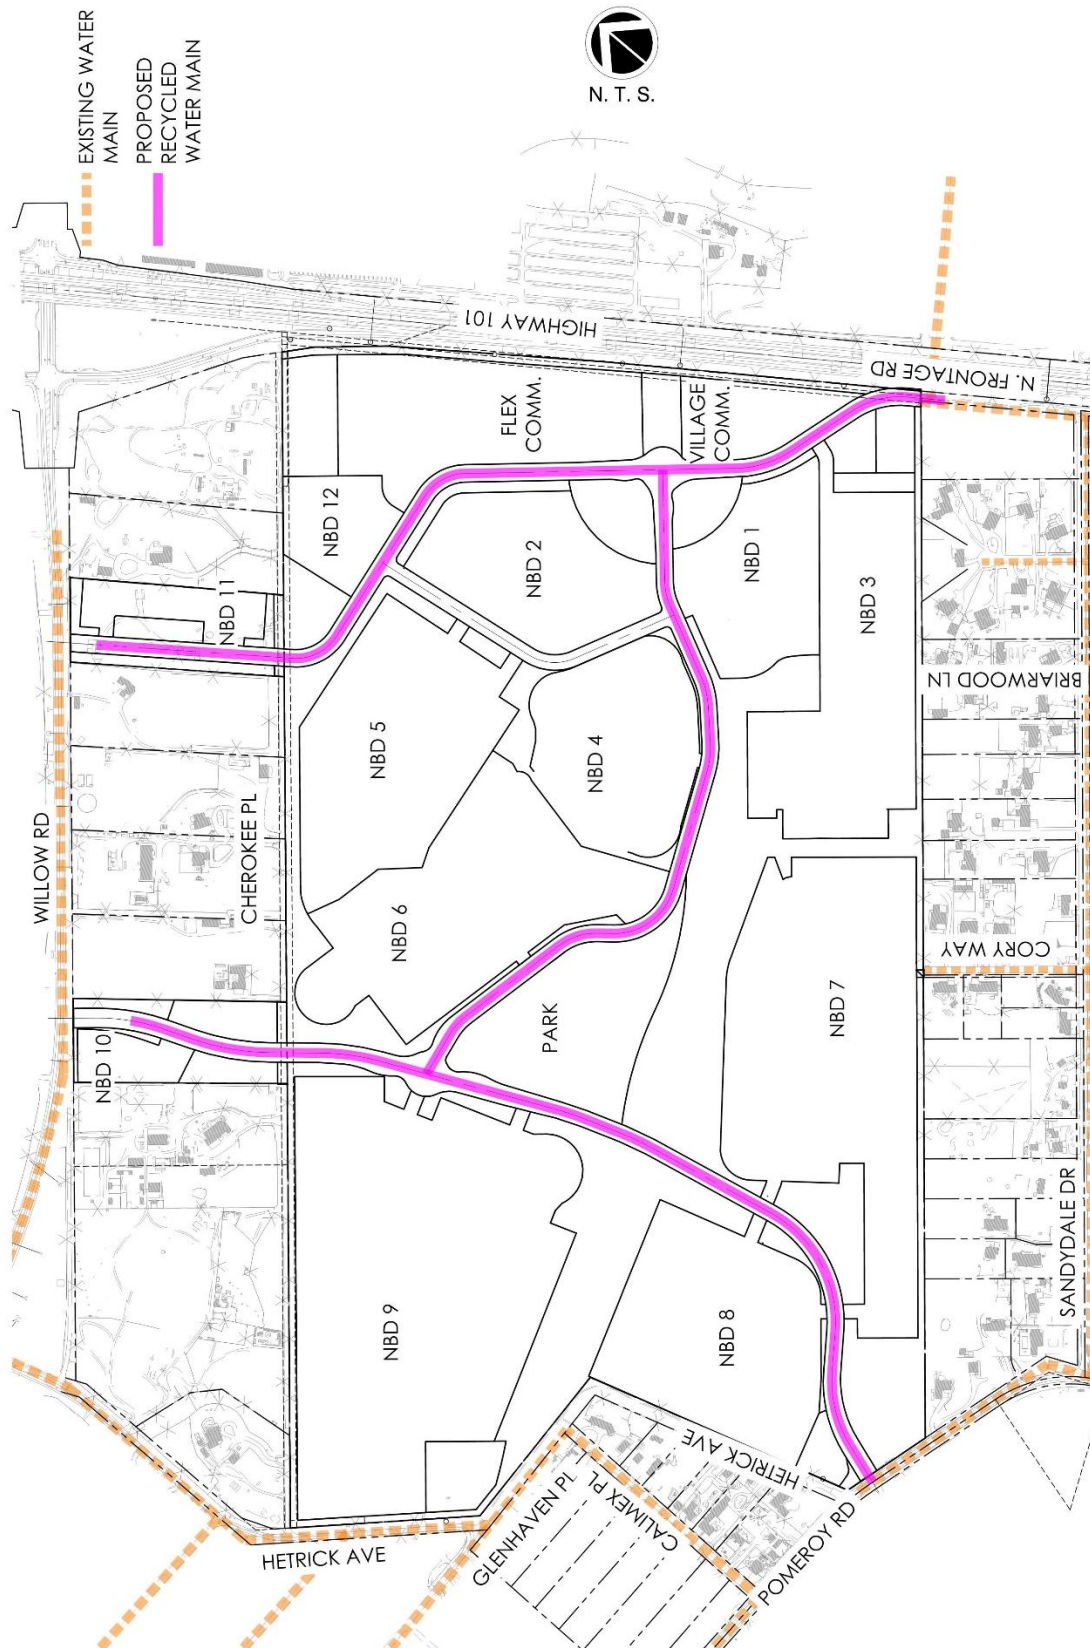 EXISTING WATER
MAIN
PROPOSED
RECYCLED
WATER MAIN
N. T. S.
WILLOW RD
CHEROKEE PL
HIGHWAY 101
N. FRONTAGE RD
FLEX
COMM.
VILLAGE
COMM.
NBD 12
NBD 11
NBD 2
NBD 1
NBD 3
NBD 5
NBD 4
NBD 6
BRIARWOOD LN
CORY WAY
NBD 10
PARK
NBD 7
NBD 9
NBD 8
SANDYDALE DR
HETRICK AVE
HETRICK AVE
GLENHAVEN Pl
CALIMEX PL
POMEROY RD